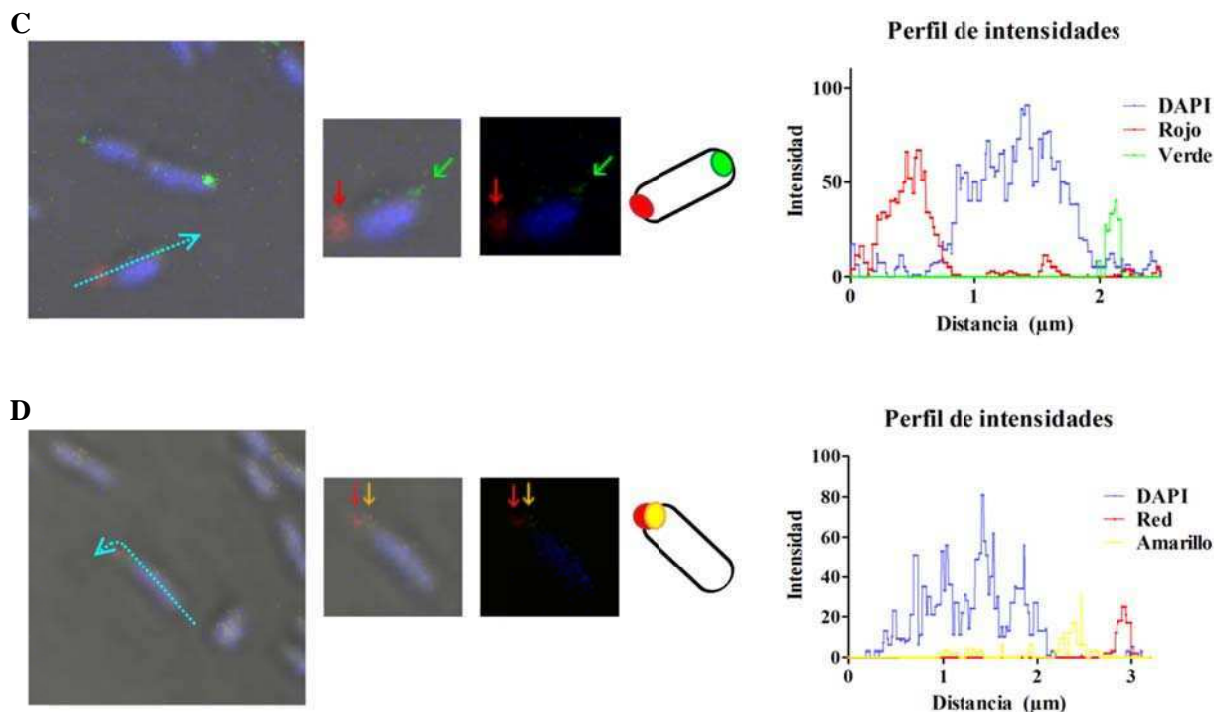 C
Perfil de intensidades
Intensidad
100
50
0
DAPI
Rojo
Verde
0 1 2
Distancia (µm)
D
Perfil de intensidades
Intensidad
100
80
60
40
20
0
DAPI
Red
Amarillo
0 1 2 3
Distancia (µm)